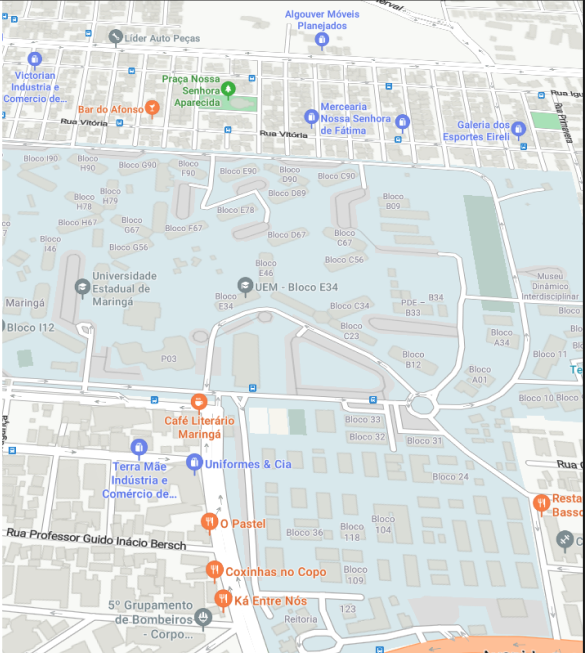 erval
Líder Auto Peças
Algouver Móveis
Planejados
Victorian
Industria e
Comercio de...
Praça Nossa
Senhora
Aparecida
Bar do Afonso
Rua Vitória
Rua Vitória
Mercearia
Nossa Senhora
de Fátima
Galeria dos
Esportes Eireli
Rua Igu
Rua Primavera
Bloco I90
Bloco
H90
Bloco G90
Bloco
F90
Bloco E90
Bloco
D90
Bloco C90
Bloco
H78
Bloco
H79
Bloco E78
Bloco D89
Bloco
B09
Bloco H67
Bloco
G67
Bloco F67
Bloco D67
Bloco
C67
Bloco
I46
Bloco G56
Bloco
E46
Bloco C56
Universidade
Estadual de
Maringá
UEM - Bloco E34
Museu
Dinâmico
Interdisciplinar
Maringá
Bloco I12
Bloco
E34
Bloco C34
PDE –
B33
B34
Bloco
C23
Bloco
A34
Bloco
Bloco 11
P03
Bloco
B12
Bloco
A01
Te
Bloco 10
Café Literário
Maringá
Bloco 33
Bloco 32
Bloco 31
Terra Mãe
Indústria e
Comércio de...
Uniformes & Cia
Bloco 24
Rua
Resta
Basso
O Pastel
Bloco 36
Bloco
118
Bloco
104
Rua Professor Guido Inácio Bersch
Coxinhas no Copo
Bloco
109
Ká Entre Nós
5º Grupamento
de Bombeiros
- Corpo...
Reitoria
123